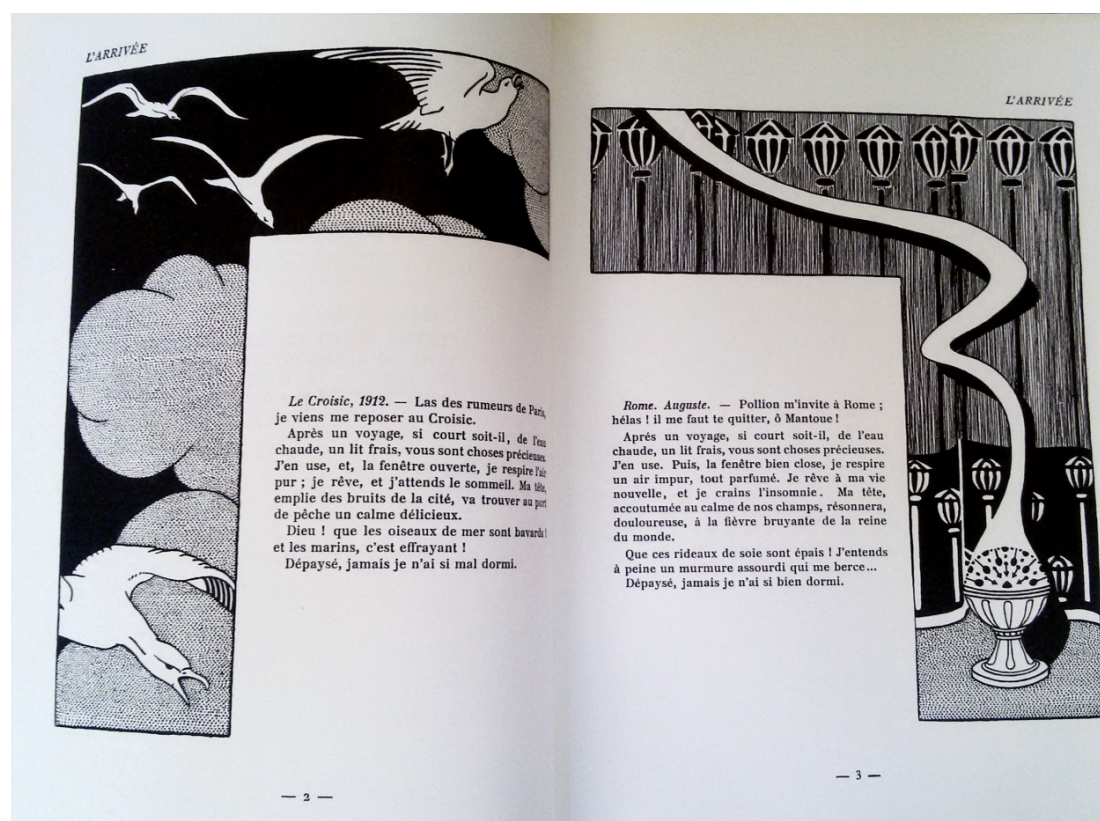 L'ARRIVÉE
Le Croisic, 1912. — Las des rumeurs de Paris,
je viens me reposer au Croisic.
Après un voyage, si court soit-il, de l'eau
chaude, un lit frais, vous sont choses précieuses.
J'en use, et, la fenêtre ouverte, je respire l'air
pur ; je rêve, et j'attends le sommeil. Ma tête,
emplie des bruits de la cité, va trouver au port
de pêche un calme délicieux.
Dieu ! que les oiseaux de mer sont bavards !
et les marins, c'est effrayant !
Dépaysé, jamais je n'ai si mal dormi.
— 2 —
L'ARRIVÉE
Rome. Auguste. — Pollion m'invite à Rome ;
hélas ! il me faut te quitter, ô Mantoue !
Aprés un voyage, si court soit-il, de l'eau
chaude, un lit frais, vous sont choses précieuses.
J'en use. Puis, la fenêtre bien close, je respire
un air impur, tout parfumé. Je rêve à ma vie
nouvelle, et je crains l'insomnie. Ma tête,
accoutumée au calme de nos champs, résonnera,
douloureuse, à la fièvre bruyante de la reine
du monde.
Que ces rideaux de soie sont épais ! J'entends
à peine un murmure assourdi qui me berce...
Dépaysé, jamais je n'ai si bien dormi.
— 3 —